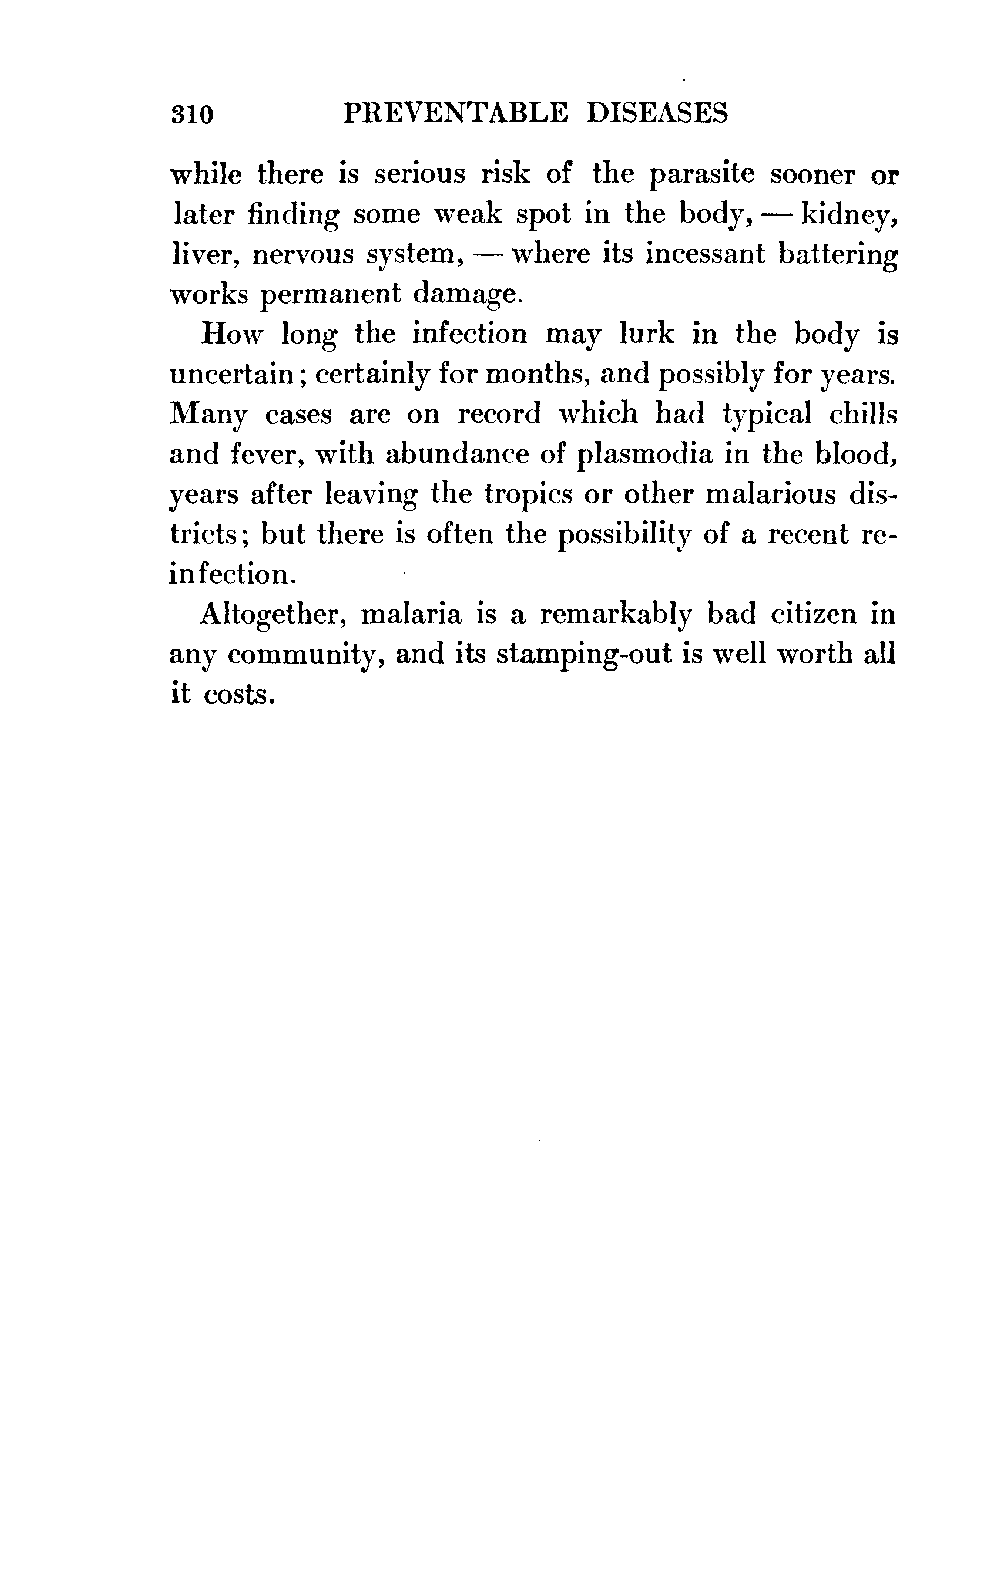 310 PREVENTABLE DISEASES
while there is serious risk of the parasite sooner or
later finding some weak spot in the body, — kidney,
liver, nervous system, — where its incessant battering
works permanent damage.
How long the infection may lurk in the body is
uncertain; certainly for months, and possibly for years.
Many cases are on record which had typical chills
and fever, with abundance of plasmodia in the blood,
years after leaving the tropics or other malarious dis-
tricts; but there is often the possibility of a recent re-
infection.
Altogether, malaria is a remarkably bad citizen in
any community, and its stamping-out is well worth all
it costs.